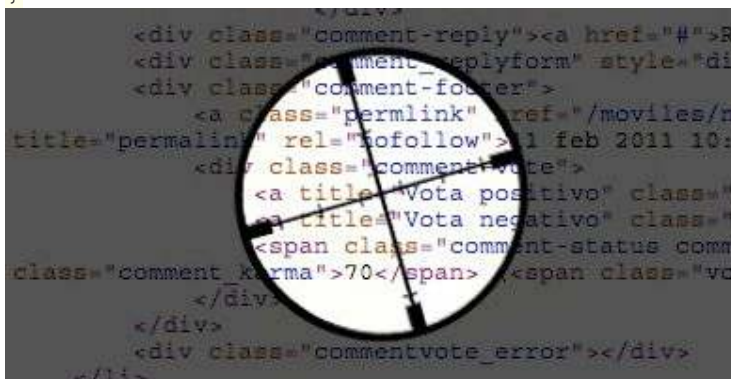 </div>
<div class="comment-reply"><a href="#">R
<div class="comment_replyform" style="di
<div class="comment-footer">
<a class="permlink" href="/moviles/n
title="permalink" rel="nofollow">11 feb 2011 10:
<div class="comment-vote">
<a title="Vota positivo" class="
<a title="Vota negativo" class="
<span class="comment-status comm
class="comment_karma">70</span> <span class="vo
</div>
</div>
<div class="commentvote_error"></div>
</li>